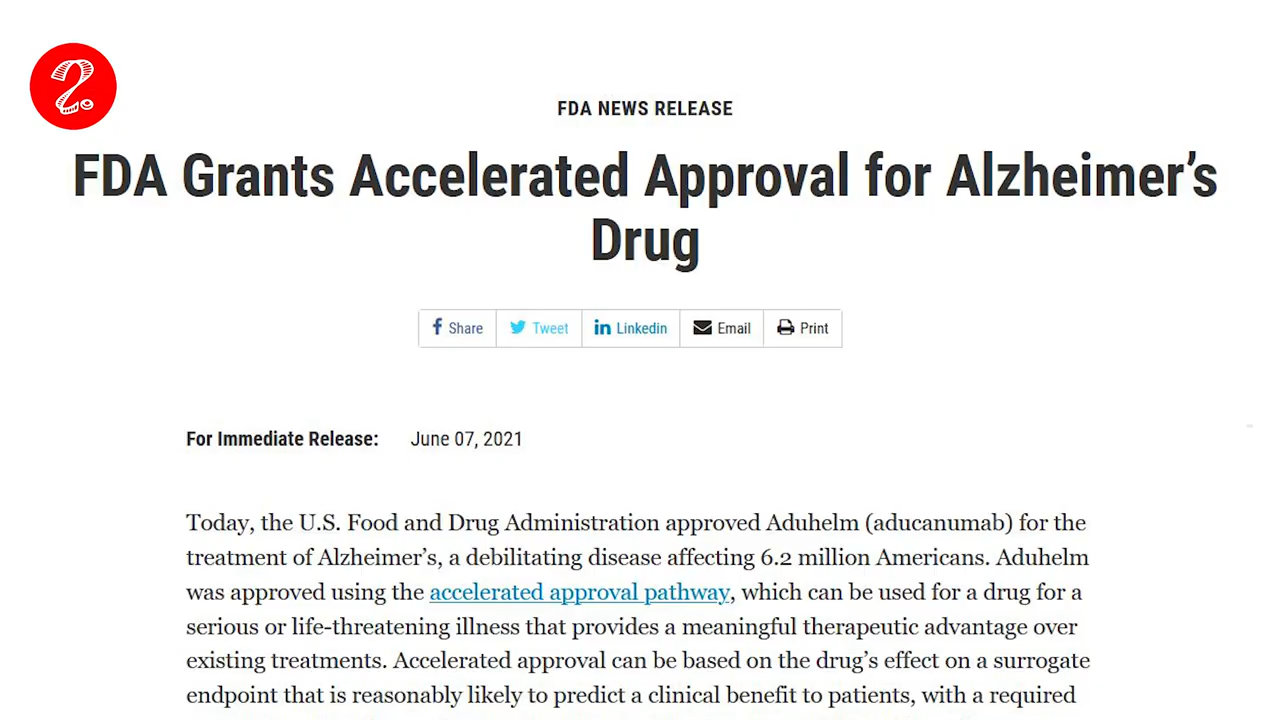 2.
FDA NEWS RELEASE
FDA Grants Accelerated Approval for Alzheimer’s
Drug
Share Tweet Linkedin Email Print
For Immediate Release: June 07, 2021
Today, the U.S. Food and Drug Administration approved Aduhelm (aducanumab) for the
treatment of Alzheimer’s, a debilitating disease affecting 6.2 million Americans. Aduhelm
was approved using the accelerated approval pathway, which can be used for a drug for a
serious or life-threatening illness that provides a meaningful therapeutic advantage over
existing treatments. Accelerated approval can be based on the drug’s effect on a surrogate
endpoint that is reasonably likely to predict a clinical benefit to patients, with a required